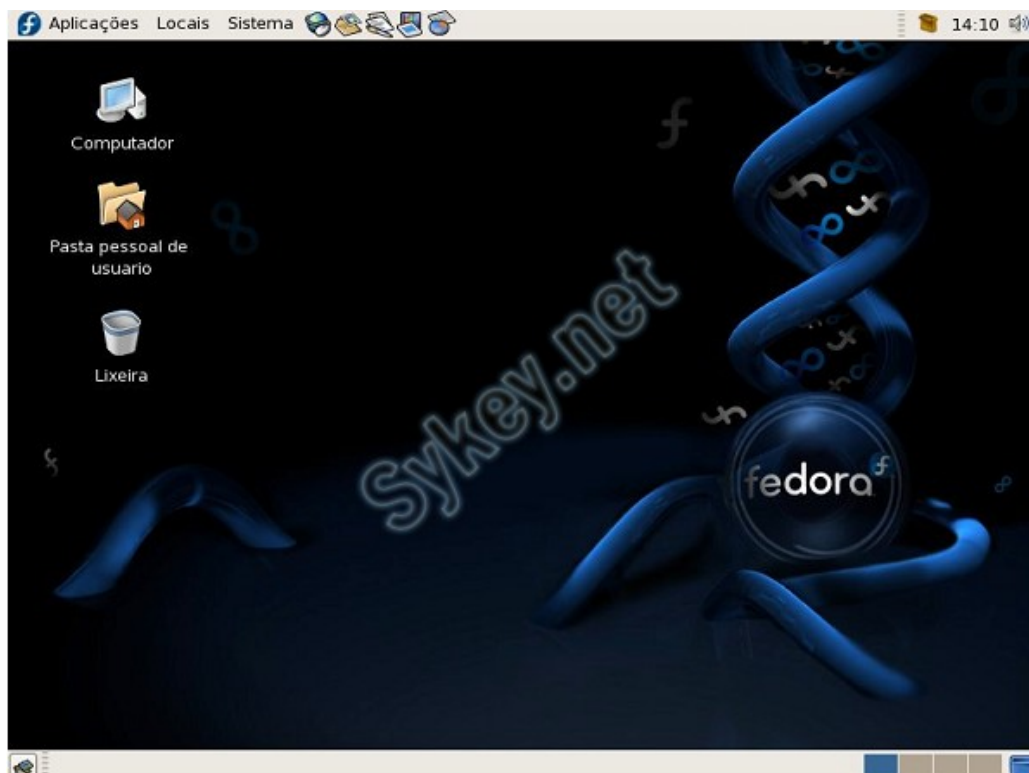 Aplicações Locais Sistema 14:10
Computador
Pasta pessoal de
usuario
Lixeira
Sykey.net
fedora